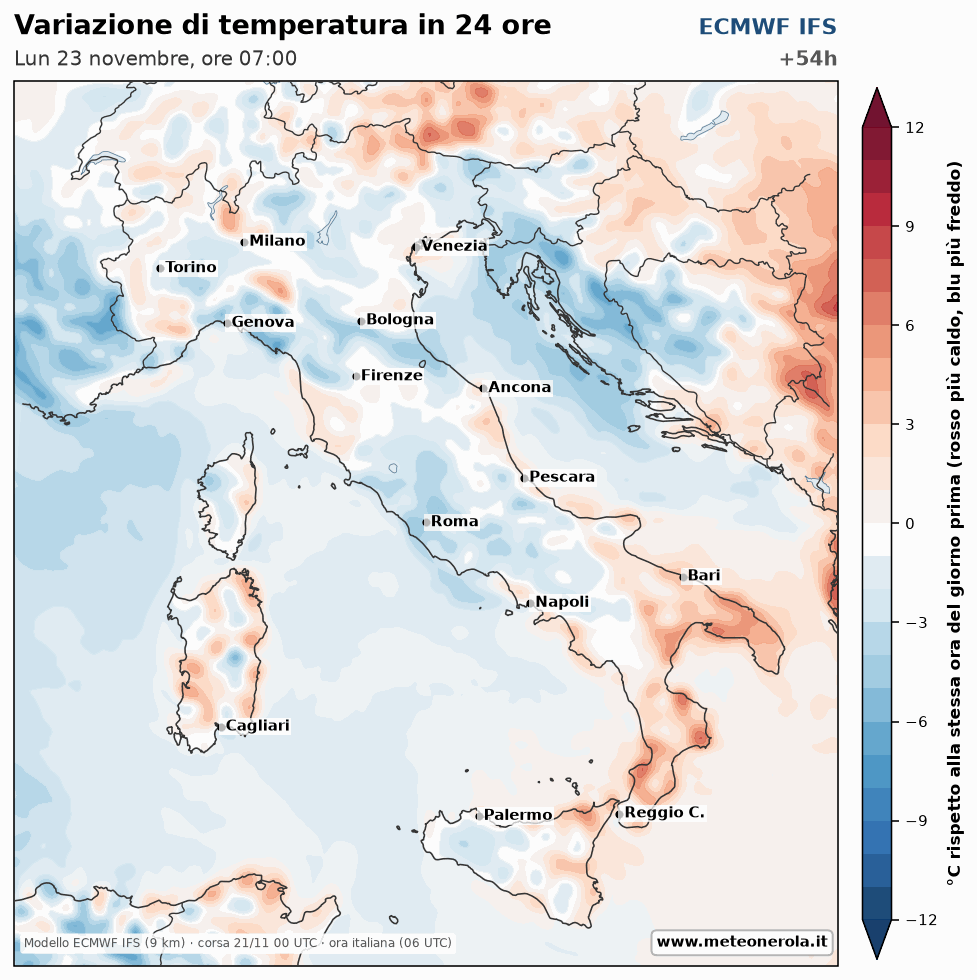 Variazione di temperatura in 24 ore
ECMWF IFS
Lun 23 novembre, ore 07:00
+54h
Milano
Venezia
Torino
Genova
Bologna
Firenze
Ancona
Pescara
Roma
Bari
Napoli
Cagliari
Palermo
Reggio C.
12
9
6
3
0
−3
−6
−9
−12
°C rispetto alla stessa ora del giorno prima (rosso più caldo, blu più freddo)
Modello ECMWF IFS (9 km) · corsa 21/11 00 UTC · ora italiana (06 UTC)
www.meteonerola.it